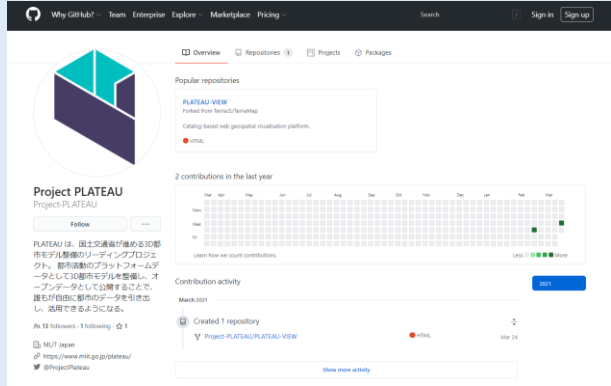 Why GitHub? Team Enterprise Explore Marketplace Pricing Search / Sign in Sign up
Overview Repositories 1 Projects Packages
Popular repositories
PLATEAU-VIEW
Forked from TerriaJS/TerriaMap
Catalog-based web geospatial visualisation platform.
HTML
2 contributions in the last year
Mar Apr May Jun Jul Aug Sep Oct Nov Dec Jan Feb Mar
Mon
Wed
Fri
Learn how we count contributions. Less More
Project PLATEAU
Project-PLATEAU
Follow ...
PLATEAU は、国土交通省が進める3D都
市モデル整備のリーディングプロジェ
クト。 都市活動のプラットフォームデ
ータとして3D都市モデルを整備し、オ
ープンデータとして公開することで、
誰もが自由に都市のデータを引き出
し、活用できるようになる。
13 followers · 1 following · 1
MLIT Japan
https://www.mlit.go.jp/plateau/
@ProjectPlateau
Contribution activity 2021
March 2021
Created 1 repository
Project-PLATEAU/PLATEAU-VIEW HTML Mar 24
Show more activity